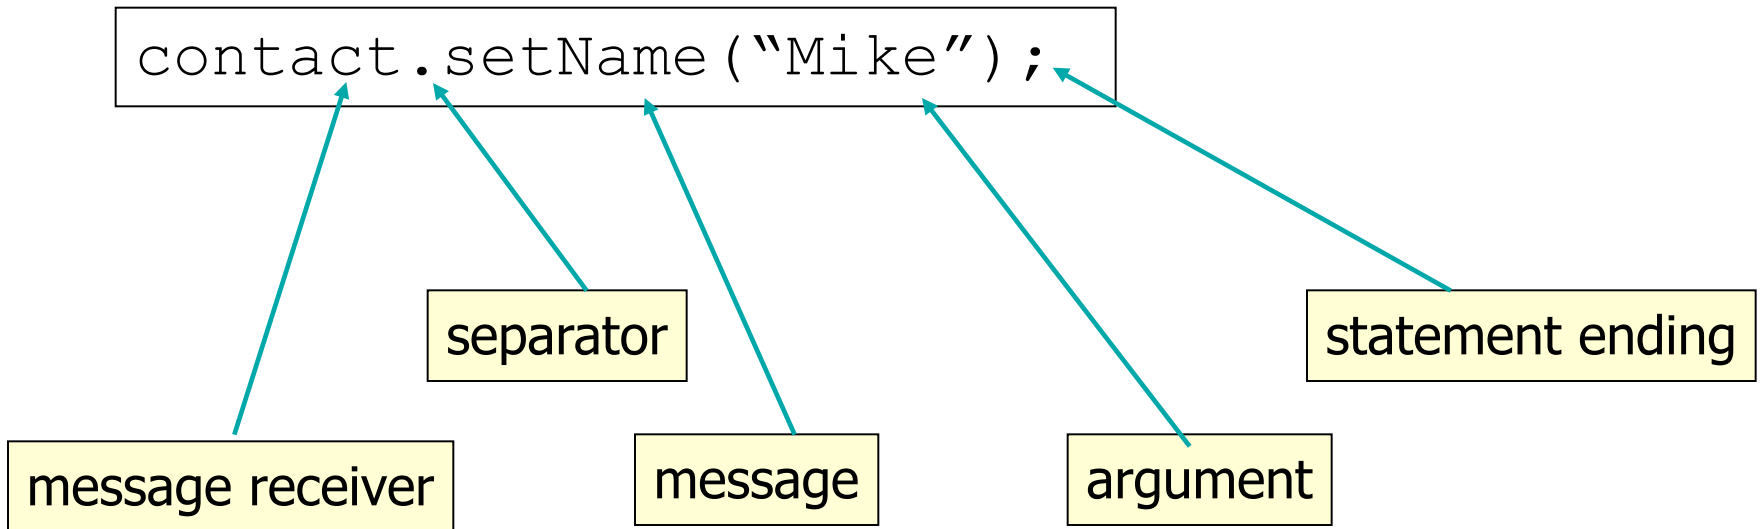 contact.setName(“Mike”);
separator
statement ending
message receiver
message
argument